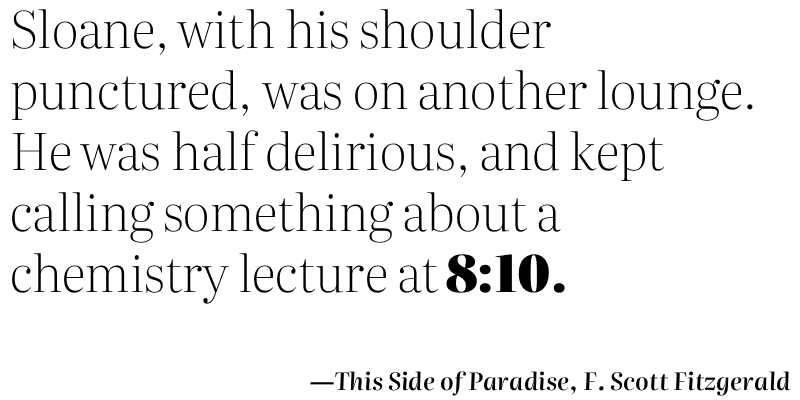 Sloane, with his shoulder
punctured, was on another lounge.
He was half delirious, and kept
calling something about a
chemistry lecture at 8:10.
—This Side of Paradise, F. Scott Fitzgerald